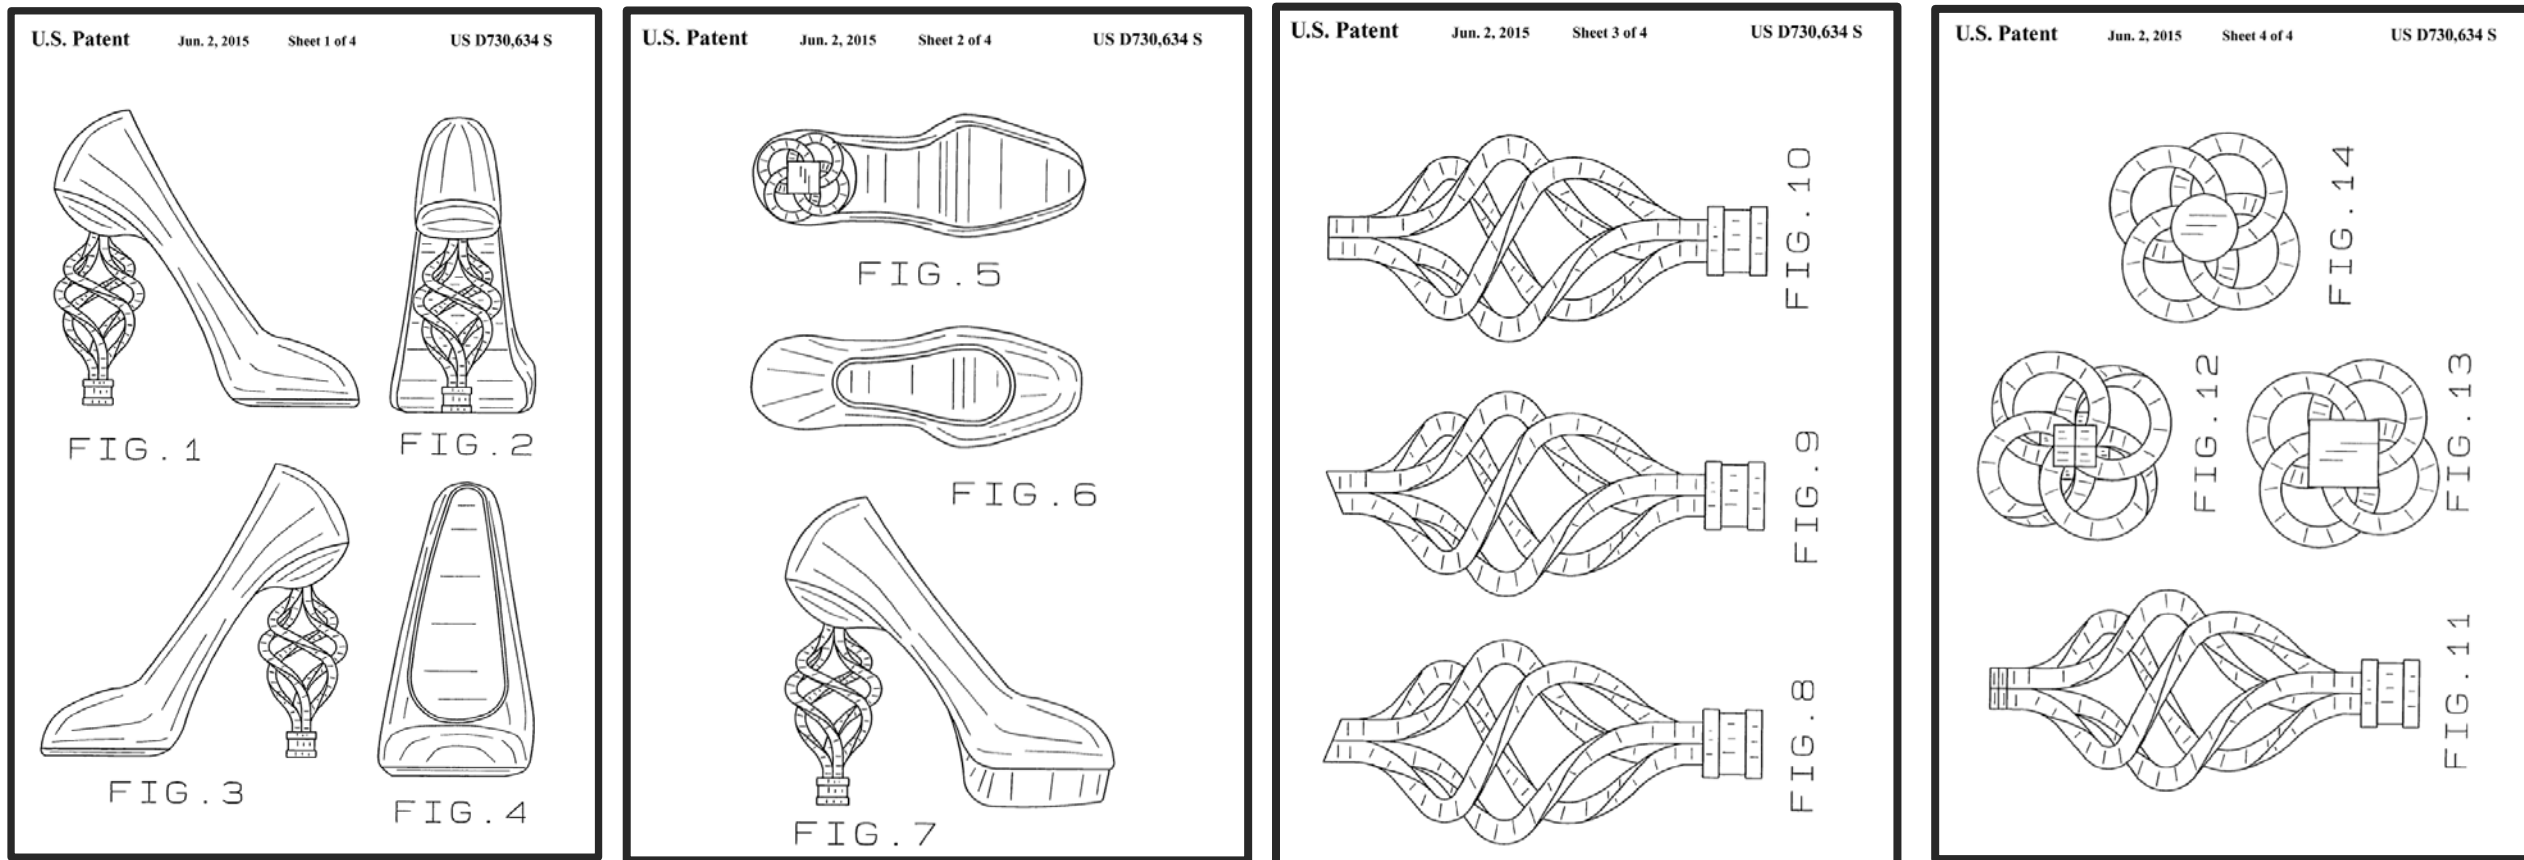 U.S. Patent Jun. 2, 2015 Sheet 1 of 4 US D730,634 S
FIG. 1
FIG. 2
FIG. 3
FIG. 4
U.S. Patent Jun. 2, 2015 Sheet 2 of 4 US D730,634 S
FIG. 5
FIG. 6
FIG. 7
U.S. Patent Jun. 2, 2015 Sheet 3 of 4 US D730,634 S
FIG. 10
FIG. 9
FIG. 8
U.S. Patent Jun. 2, 2015 Sheet 4 of 4 US D730,634 S
FIG. 14
FIG. 12
FIG. 13
FIG. 11